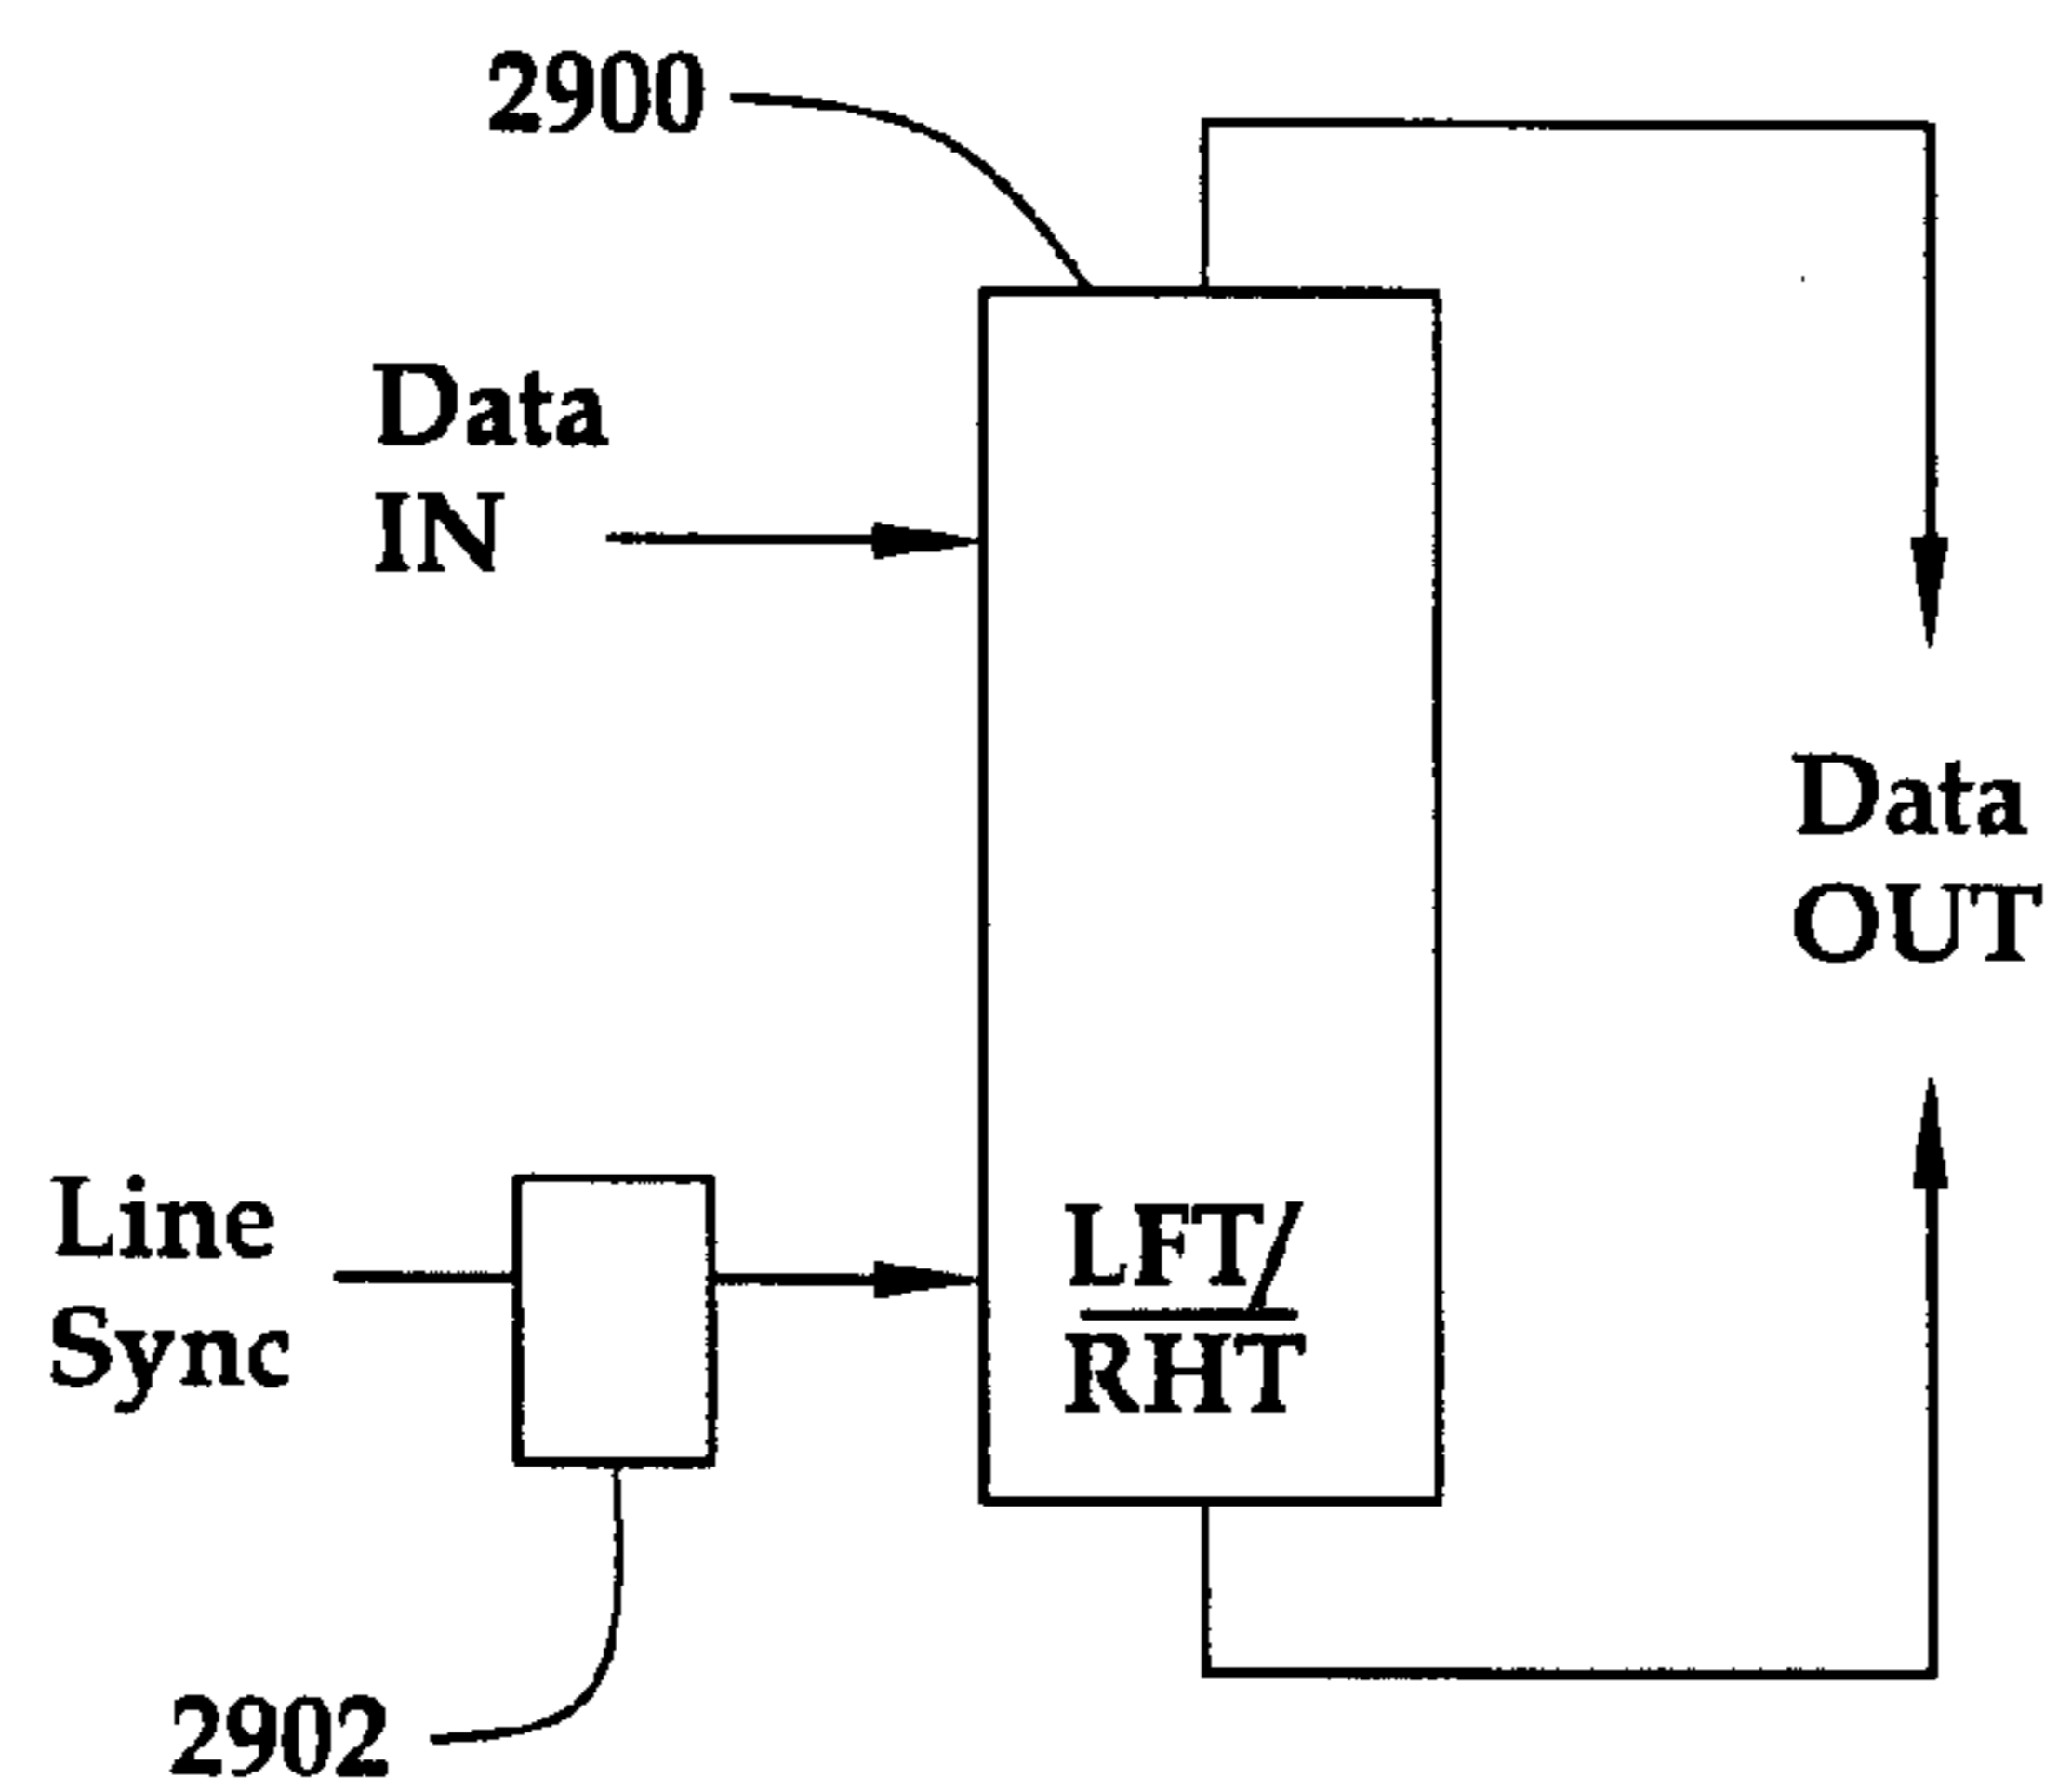 2900
Data
IN
Data
OUT
Line
Sync
LFT/
RHT
2902